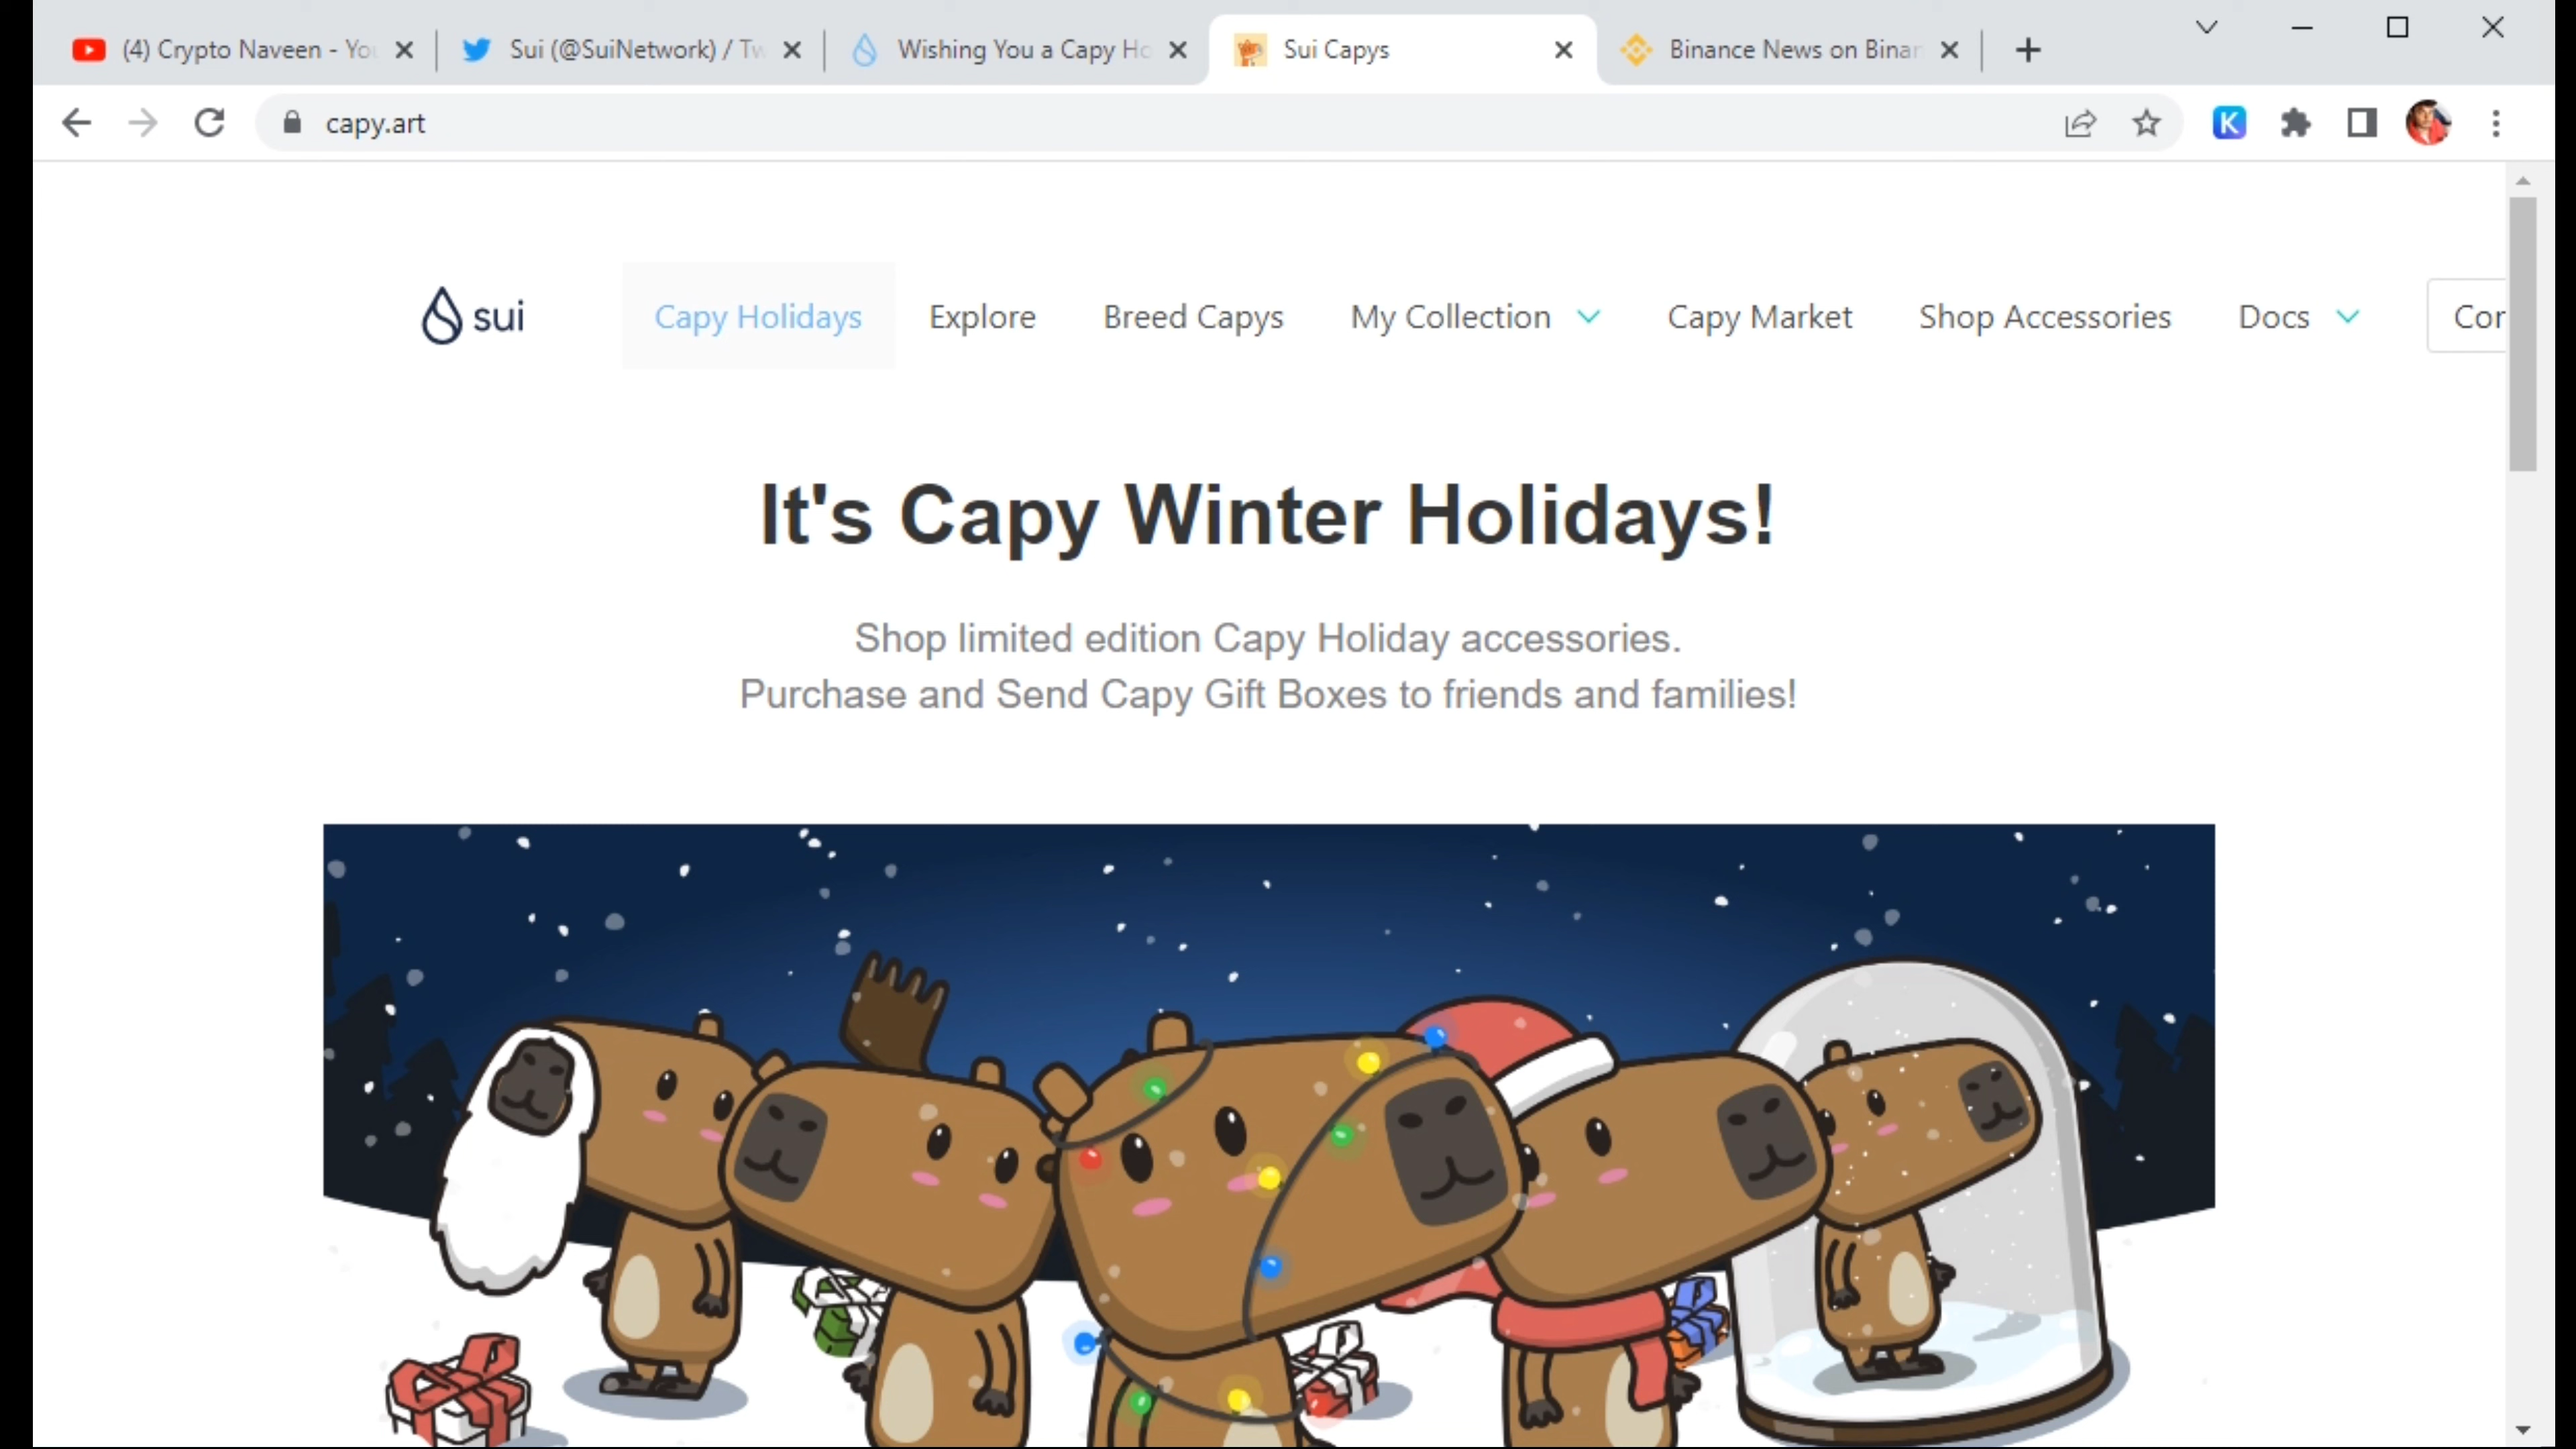 (4) Crypto Naveen - You
Sui (@SuiNetwork) / Tw
Wishing You a Capy Ho
Sui Capys
Binance News on Binan
capy.art
K
sui
Capy Holidays
Explore
Breed Capys
My Collection
Capy Market
Shop Accessories
Docs
Cor
It's Capy Winter Holidays!
Shop limited edition Capy Holiday accessories.
Purchase and Send Capy Gift Boxes to friends and families!